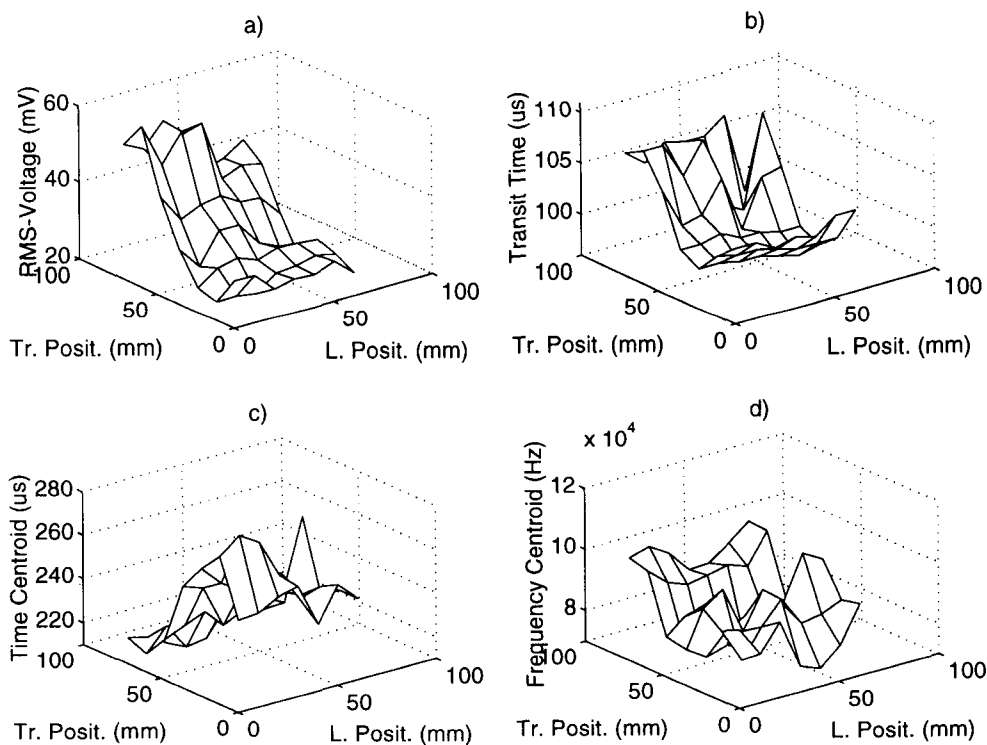 a)
RMS-Voltage (mV)
60
40
20
100
50
0
0
50
100
Tr. Posit. (mm)
L. Posit. (mm)
b)
Transit Time (us)
110
105
100
100
50
0
0
50
100
Tr. Posit. (mm)
L. Posit. (mm)
c)
Time Centroid (us)
280
260
240
220
100
50
0
0
50
100
Tr. Posit. (mm)
L. Posit. (mm)
d)
x 10⁴
Frequency Centroid (Hz)
12
10
8
100
50
0
0
50
100
Tr. Posit. (mm)
L. Posit. (mm)